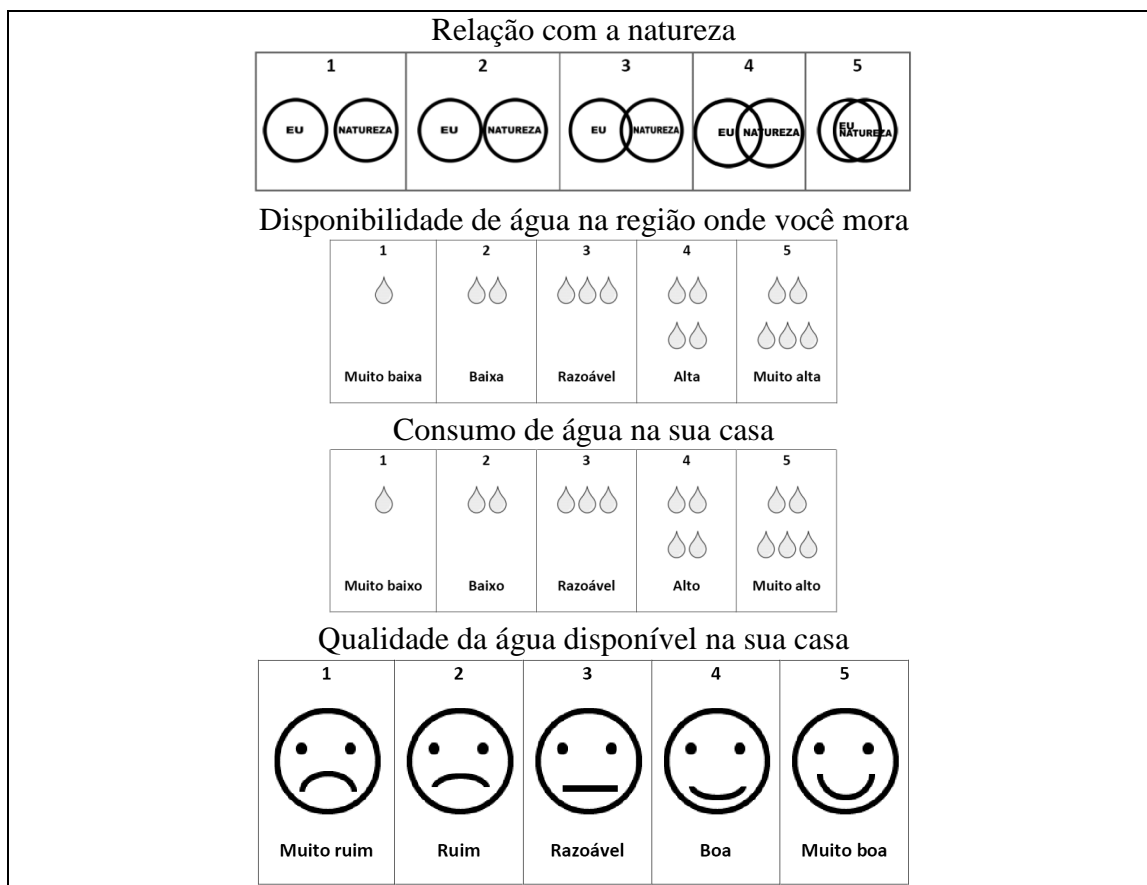 Relação com a natureza
1 2 3 4 5
EU NATUREZA EU NATUREZA EU NATUREZA EU NATUREZA EU NATUREZA
Disponibilidade de água na região onde você mora
1 2 3 4 5
Muito baixa Baixa Razoável Alta Muito alta
Consumo de água na sua casa
1 2 3 4 5
Muito baixo Baixo Razoável Alto Muito alto
Qualidade da água disponível na sua casa
1 2 3 4 5
Muito ruim Ruim Razoável Boa Muito boa